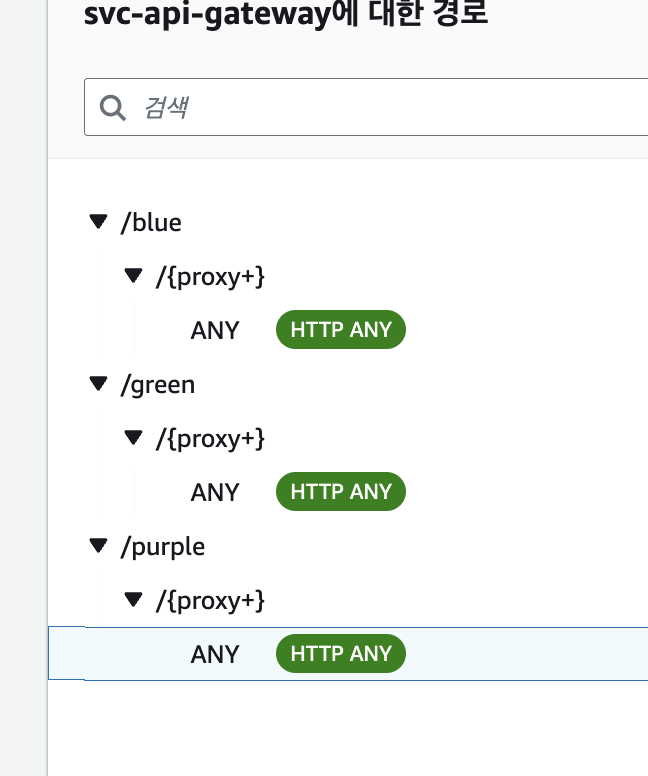 svc-api-gateway에 대한 경로
검색
/blue
/{proxy+}
ANY HTTP ANY
/green
/{proxy+}
ANY HTTP ANY
/purple
/{proxy+}
ANY HTTP ANY